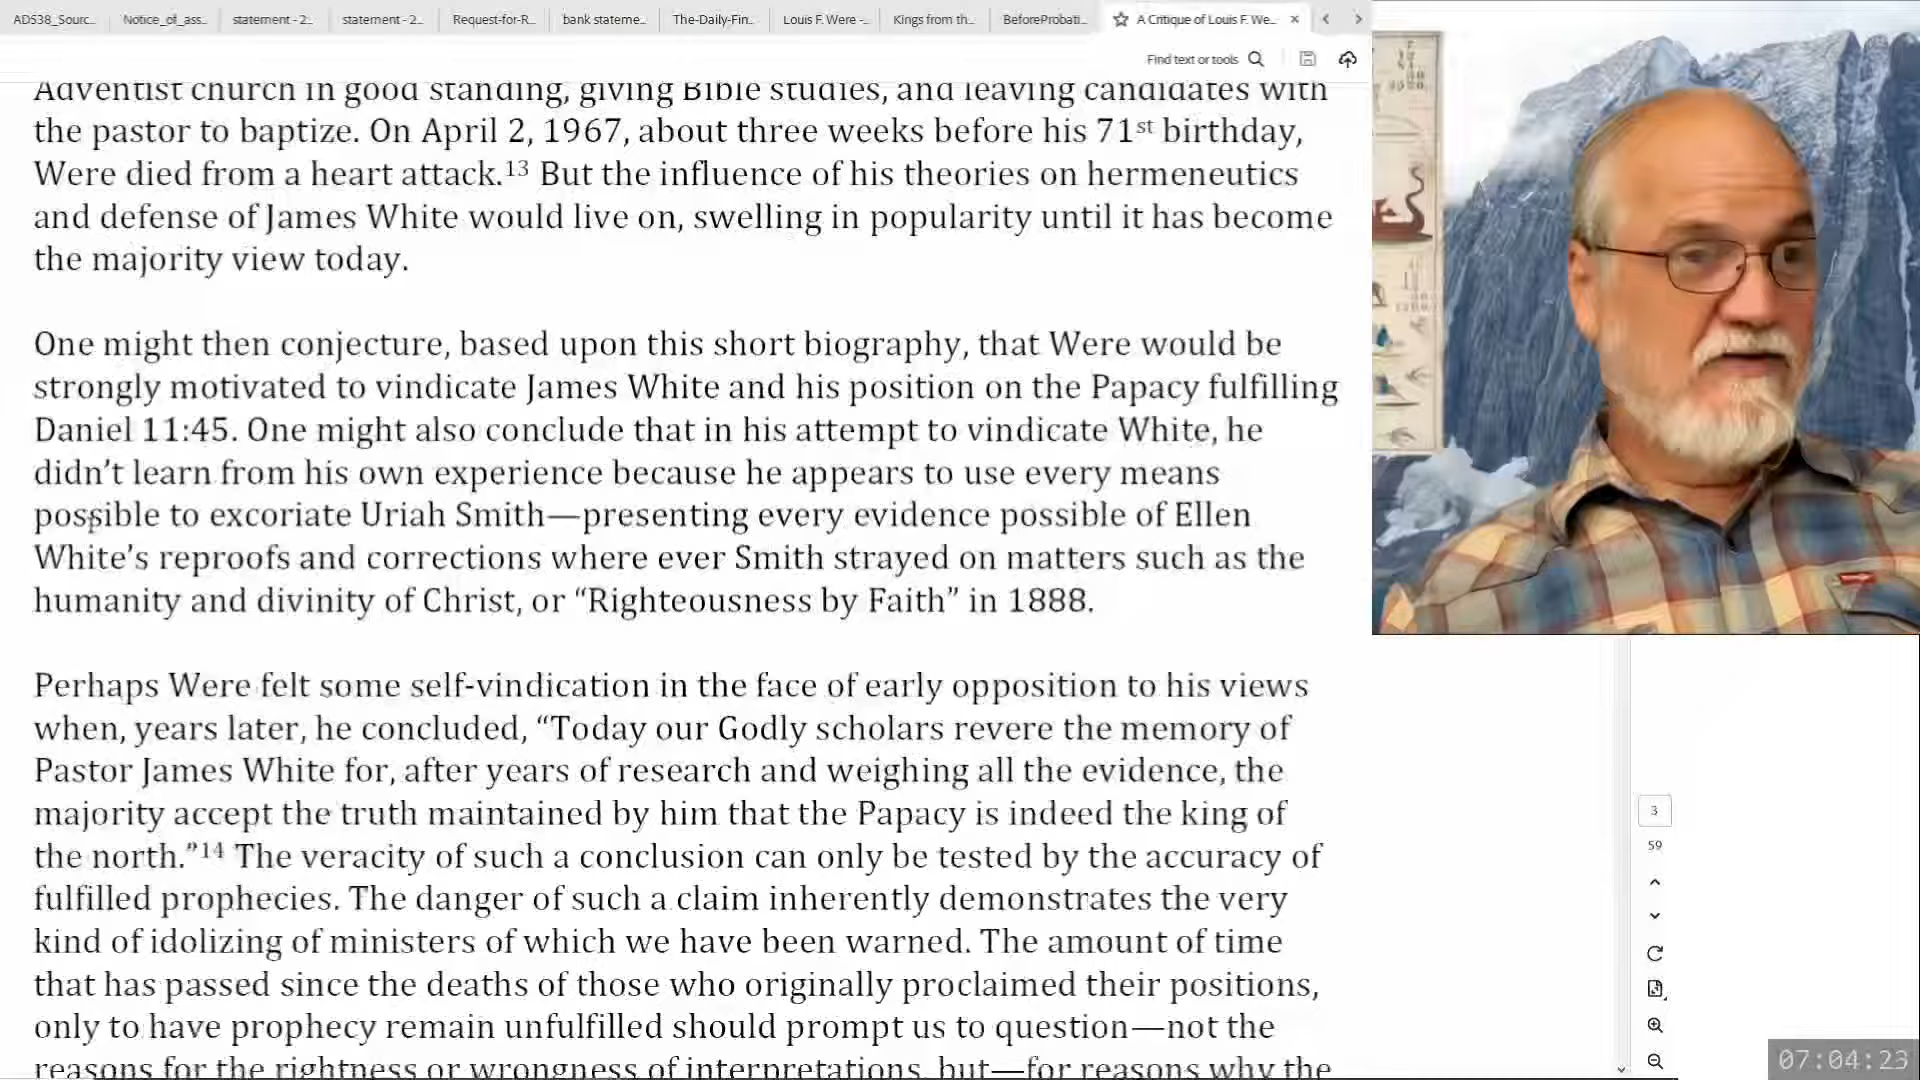 AD538_Sourc... Notice_of_ass... statement - 2... statement - 2... Request-for-R... bank stateme... The-Daily-Fin... Louis F. Were -... Kings from th... BeforeProbati... A Critique of Louis F. We...
Find text or tools
Adventist church in good standing, giving Bible studies, and leaving candidates with
the pastor to baptize. On April 2, 1967, about three weeks before his 71st birthday,
Were died from a heart attack.13 But the influence of his theories on hermeneutics
and defense of James White would live on, swelling in popularity until it has become
the majority view today.
One might then conjecture, based upon this short biography, that Were would be
strongly motivated to vindicate James White and his position on the Papacy fulfilling
Daniel 11:45. One might also conclude that in his attempt to vindicate White, he
didn’t learn from his own experience because he appears to use every means
possible to excoriate Uriah Smith—presenting every evidence possible of Ellen
White’s reproofs and corrections where ever Smith strayed on matters such as the
humanity and divinity of Christ, or “Righteousness by Faith” in 1888.
Perhaps Were felt some self-vindication in the face of early opposition to his views
when, years later, he concluded, “Today our Godly scholars revere the memory of
Pastor James White for, after years of research and weighing all the evidence, the
majority accept the truth maintained by him that the Papacy is indeed the king of
the north.”14 The veracity of such a conclusion can only be tested by the accuracy of
fulfilled prophecies. The danger of such a claim inherently demonstrates the very
kind of idolizing of ministers of which we have been warned. The amount of time
that has passed since the deaths of those who originally proclaimed their positions,
only to have prophecy remain unfulfilled should prompt us to question—not the
reasons for the rightness or wrongness of interpretations, but—for reasons why the
3
59
07:04:23